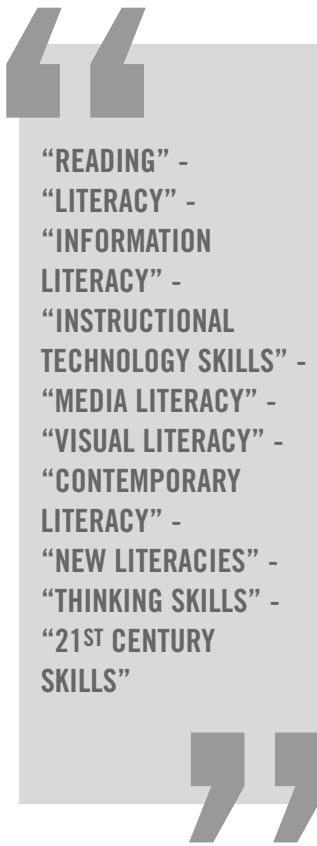 “READING” -
“LITERACY” -
“INFORMATION
LITERACY” -
“INSTRUCTIONAL
TECHNOLOGY SKILLS” -
“MEDIA LITERACY” -
“VISUAL LITERACY” -
“CONTEMPORARY
LITERACY” -
“NEW LITERACIES” -
“THINKING SKILLS” -
“21ST CENTURY
SKILLS”